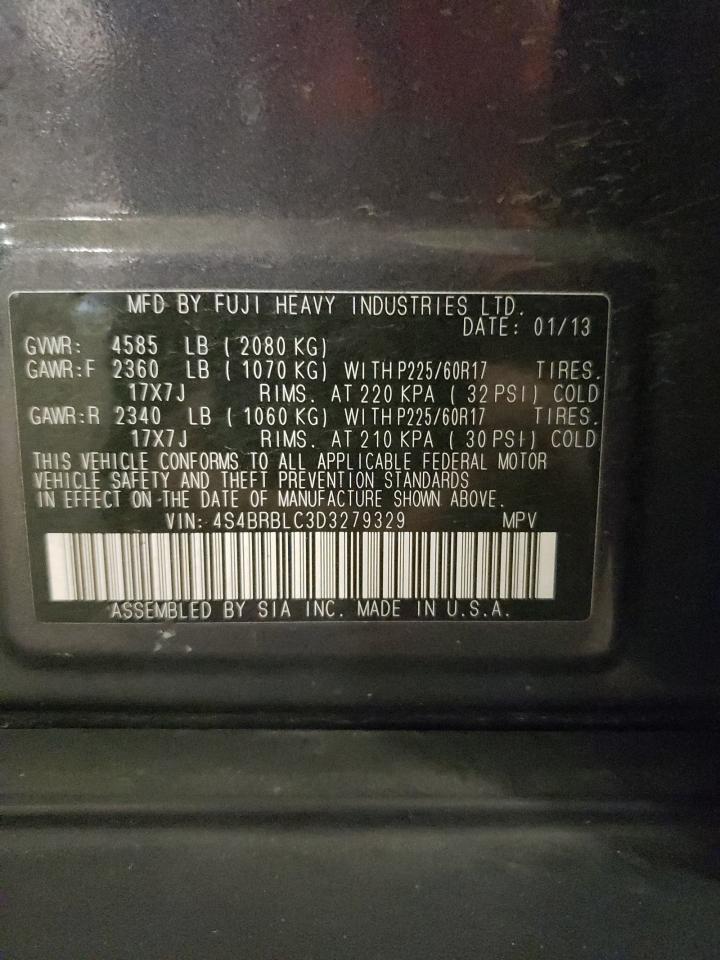 MFD BY FUJI HEAVY INDUSTRIES LTD.
DATE: 01/13
GVWR: 4585 LB ( 2080 KG)
GAWR:F 2360 LB ( 1070 KG) WITH P225/60R17 TIRES.
17X7J RIMS. AT 220 KPA ( 32 PSI) COLD
GAWR:R 2340 LB ( 1060 KG) WITH P225/60R17 TIRES.
17X7J RIMS. AT 210 KPA ( 30 PSI) COLD
THIS VEHICLE CONFORMS TO ALL APPLICABLE FEDERAL MOTOR
VEHICLE SAFETY AND THEFT PREVENTION STANDARDS
IN EFFECT ON THE DATE OF MANUFACTURE SHOWN ABOVE.
VIN: 4S4BRBLC3D3279329 MPV
ASSEMBLED BY SIA INC. MADE IN U.S.A.